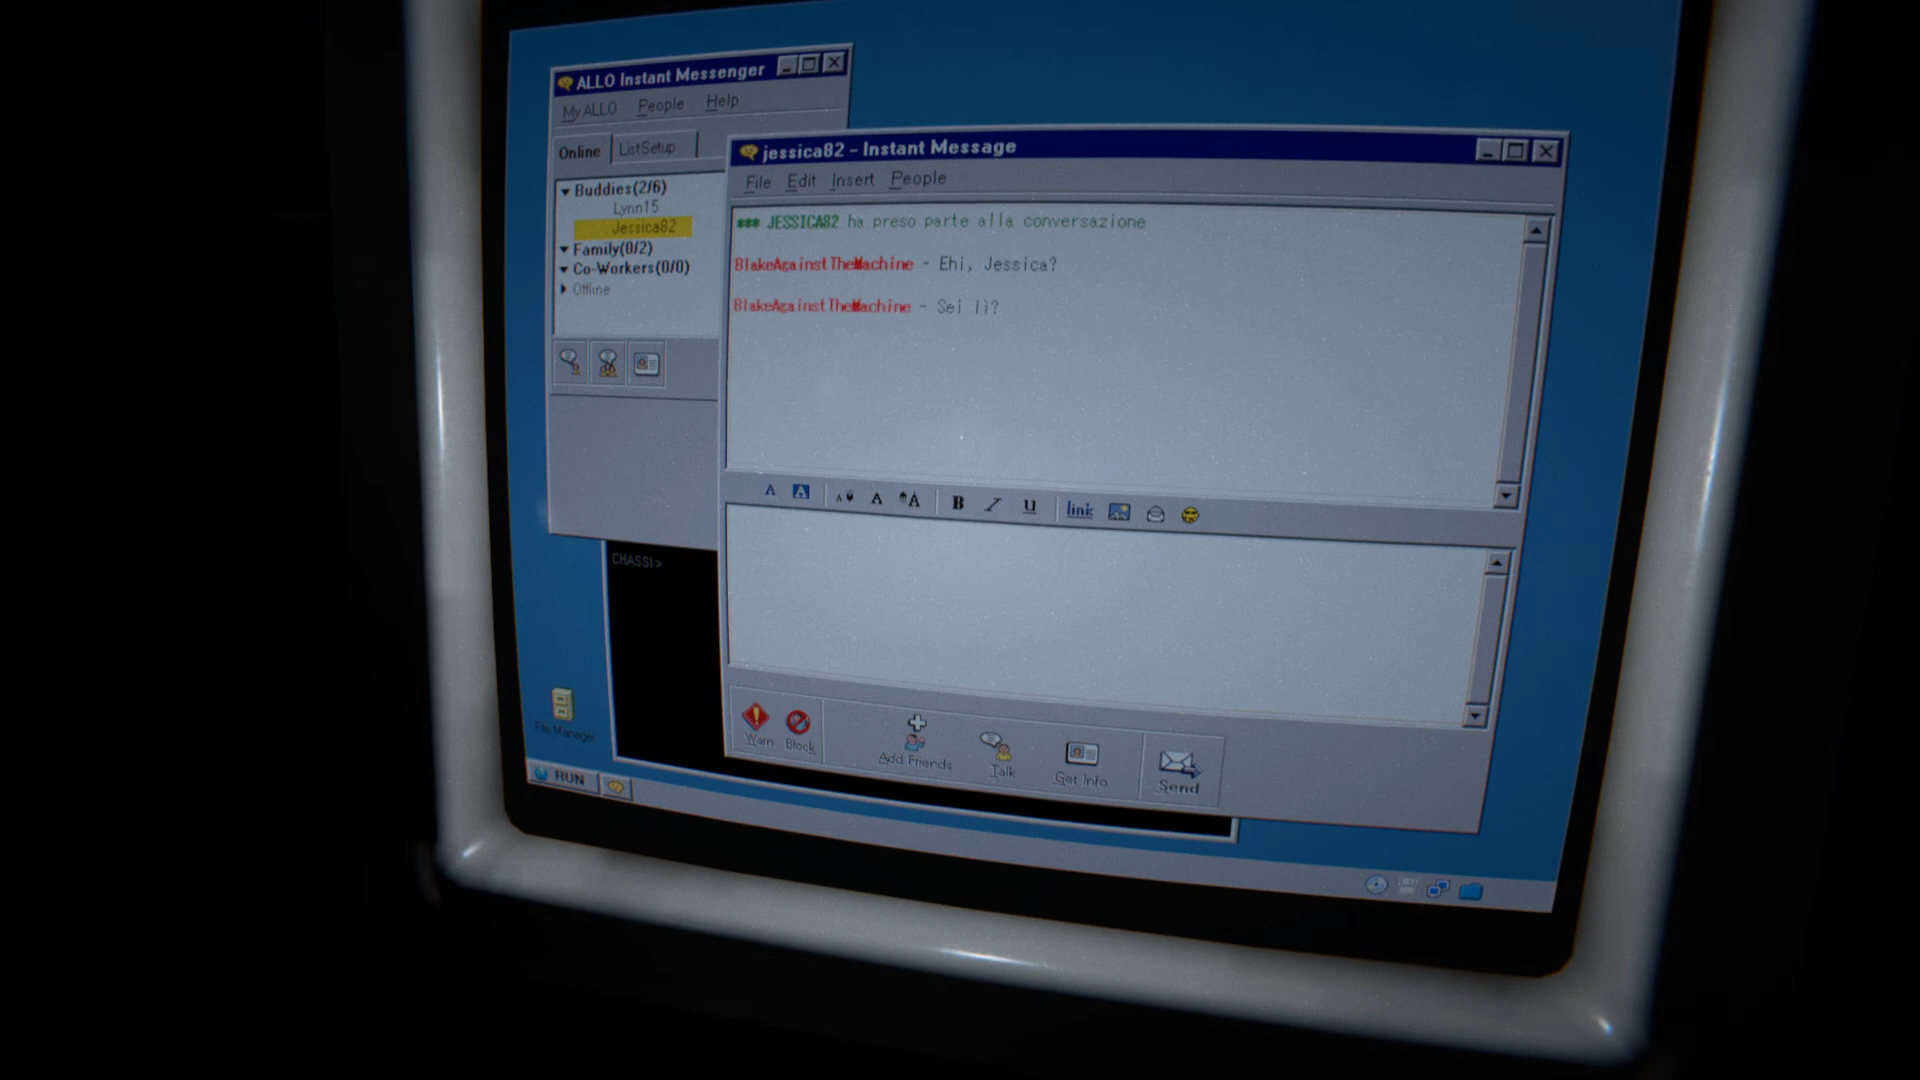 ALLO Instant Messenger
My ALLO People Help
Online ListSetup
Buddies(2/6)
Lynn15
Jessica82
Family(0/2)
Co-Workers(0/0)
Offline
jessica82 - Instant Message
File Edit Insert People
*** JESSICA82 ha preso parte alla conversazione
BlakeAgainstTheMachine - Ehi, Jessica?
BlakeAgainstTheMachine - Sei lì?
A A A A A B I U link
CHASSI>
Warn Block Add Friends Talk Get Info Send
File Manager
RUN